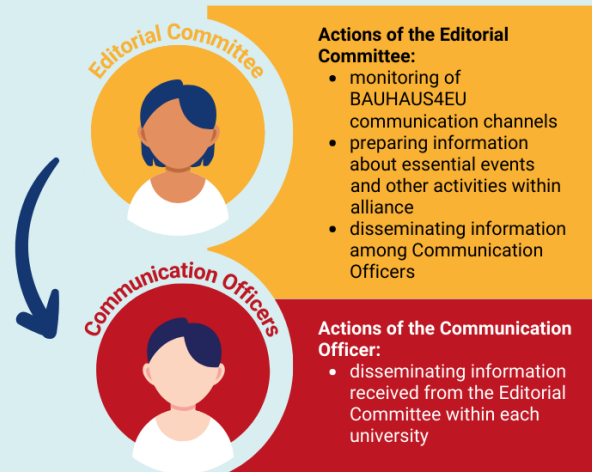 Editorial Committee
Actions of the Editorial
Committee:
• monitoring of
BAUHAUS4EU
communication channels
• preparing information
about essential events
and other activities within
alliance
• disseminating information
among Communication
Officers
Communication Officers
Actions of the Communication
Officer:
• disseminating information
received from the Editorial
Committee within each
university